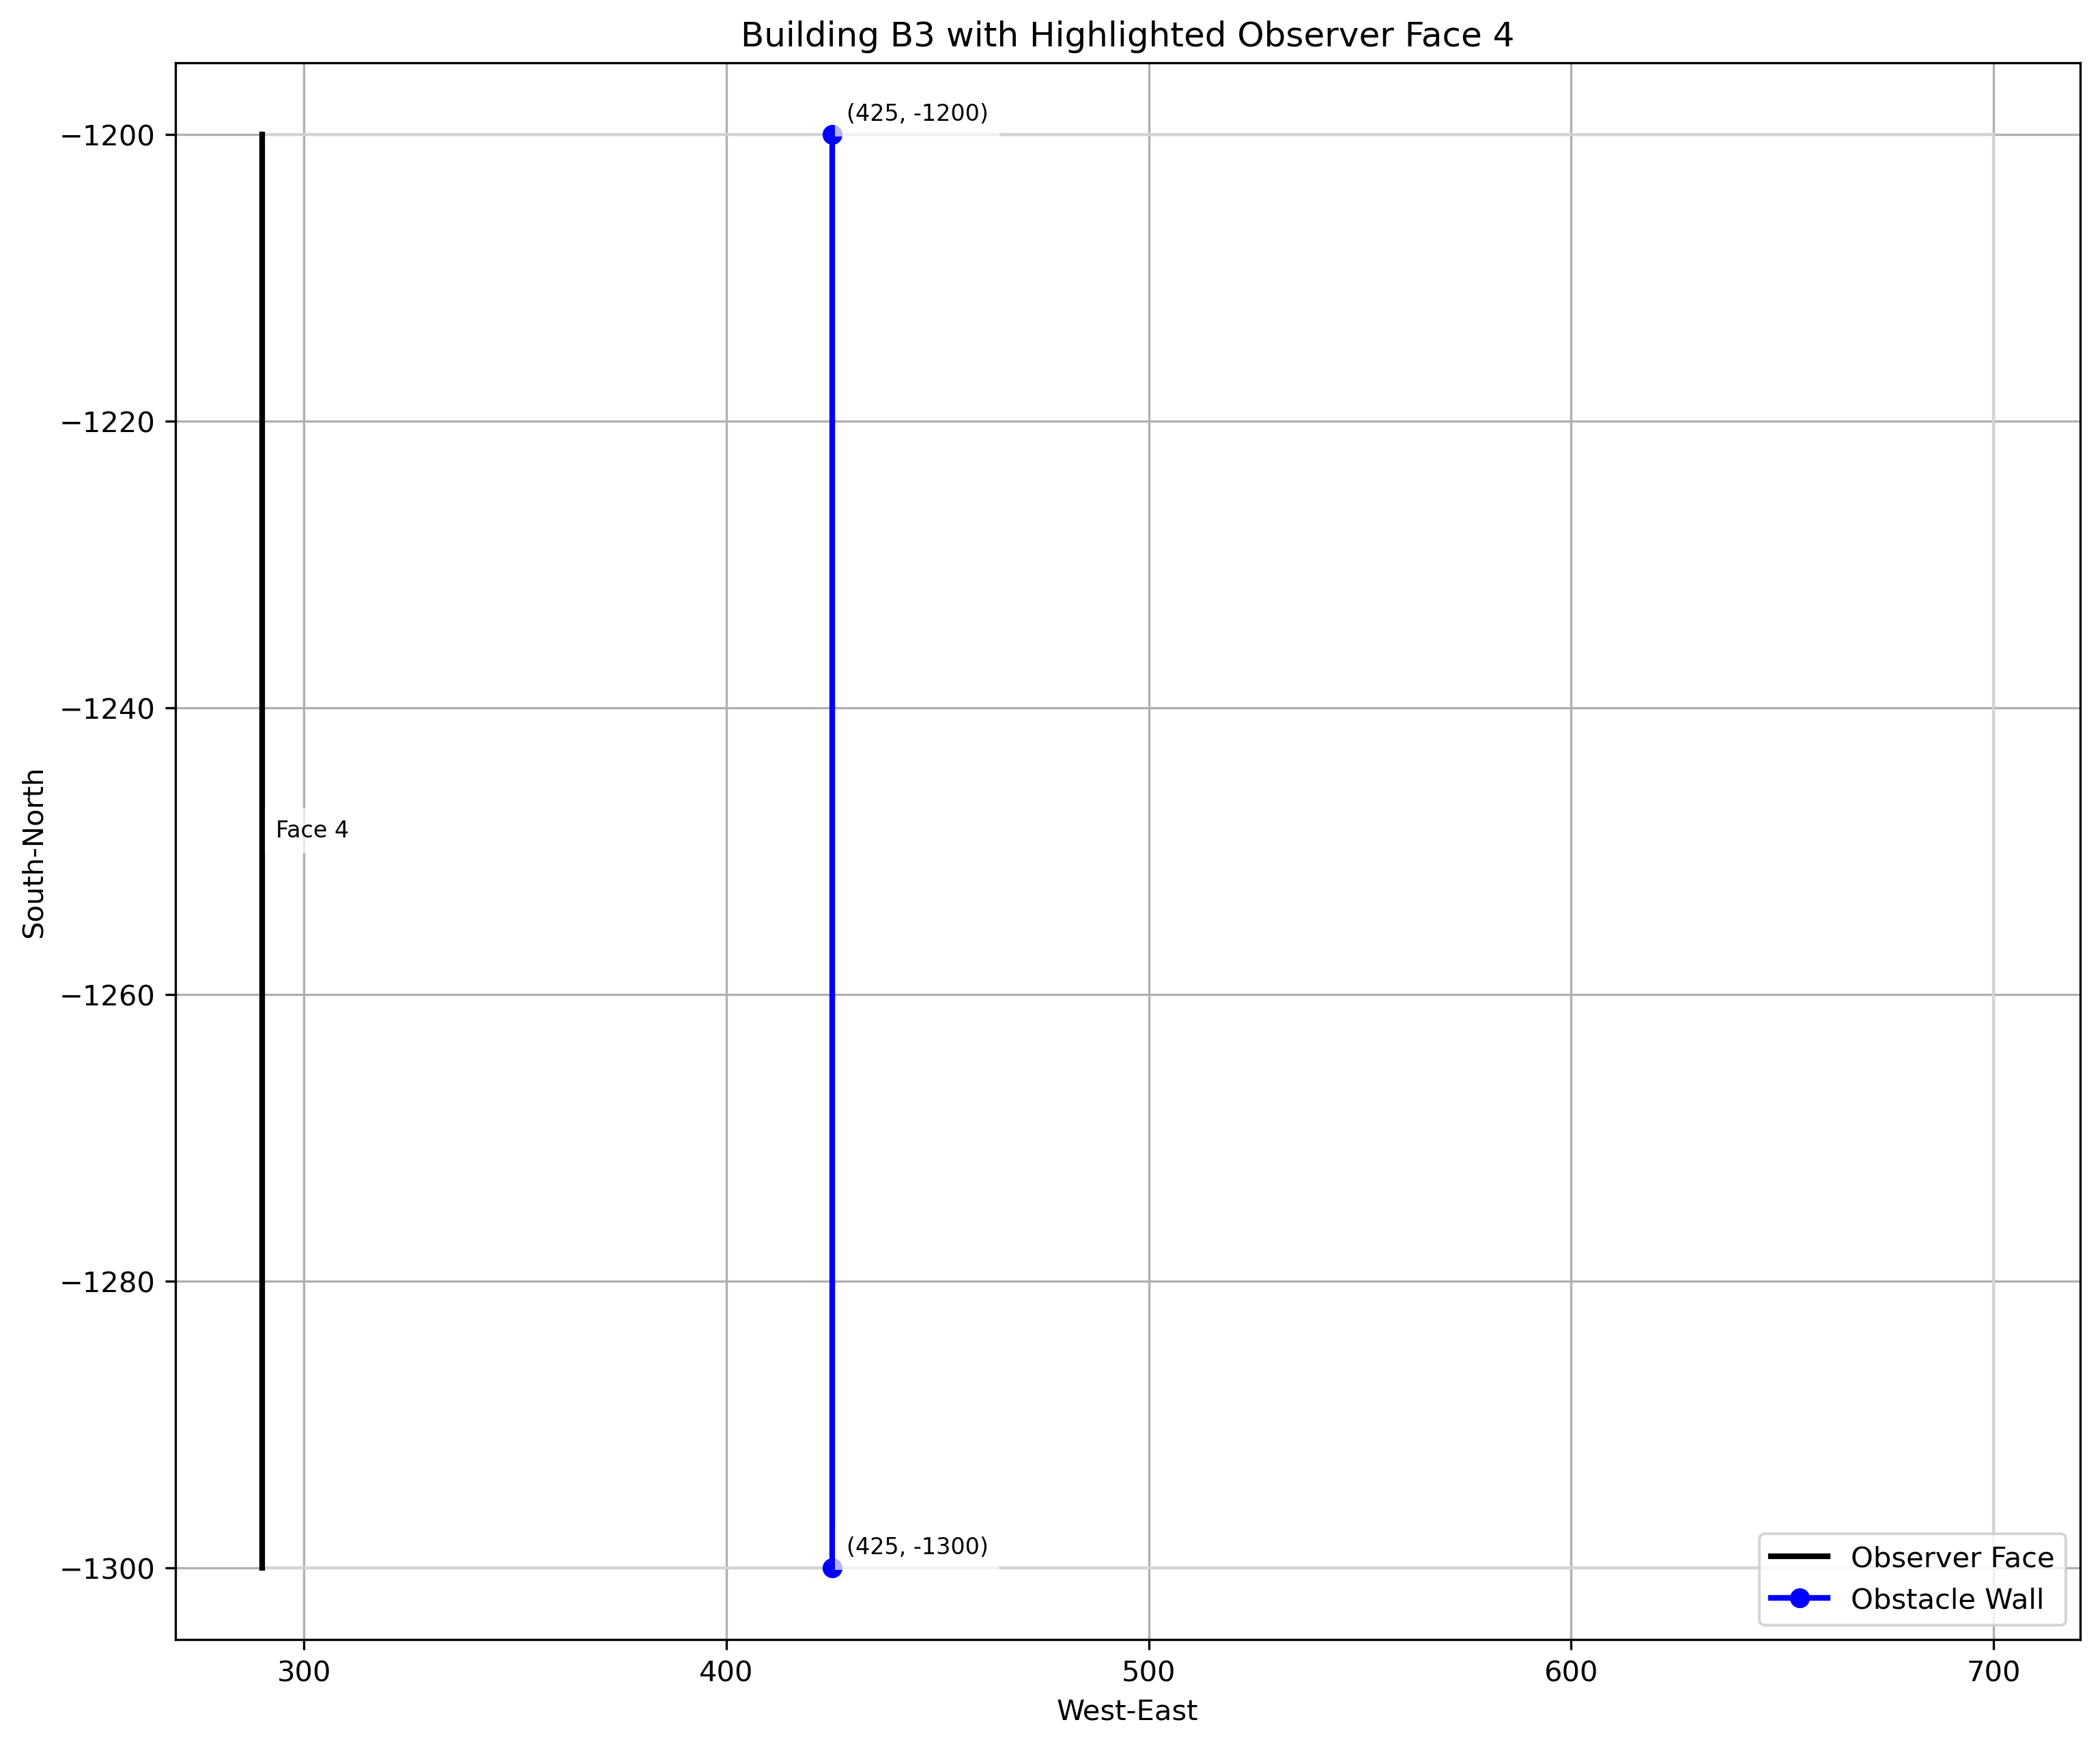 Building B3 with Highlighted Observer Face 4
(425, -1200)
−1200
−1220
−1240
Face 4
South-North
−1260
−1280
(425, -1300)
−1300
Observer Face
Obstacle Wall
300
400
500
600
700
West-East